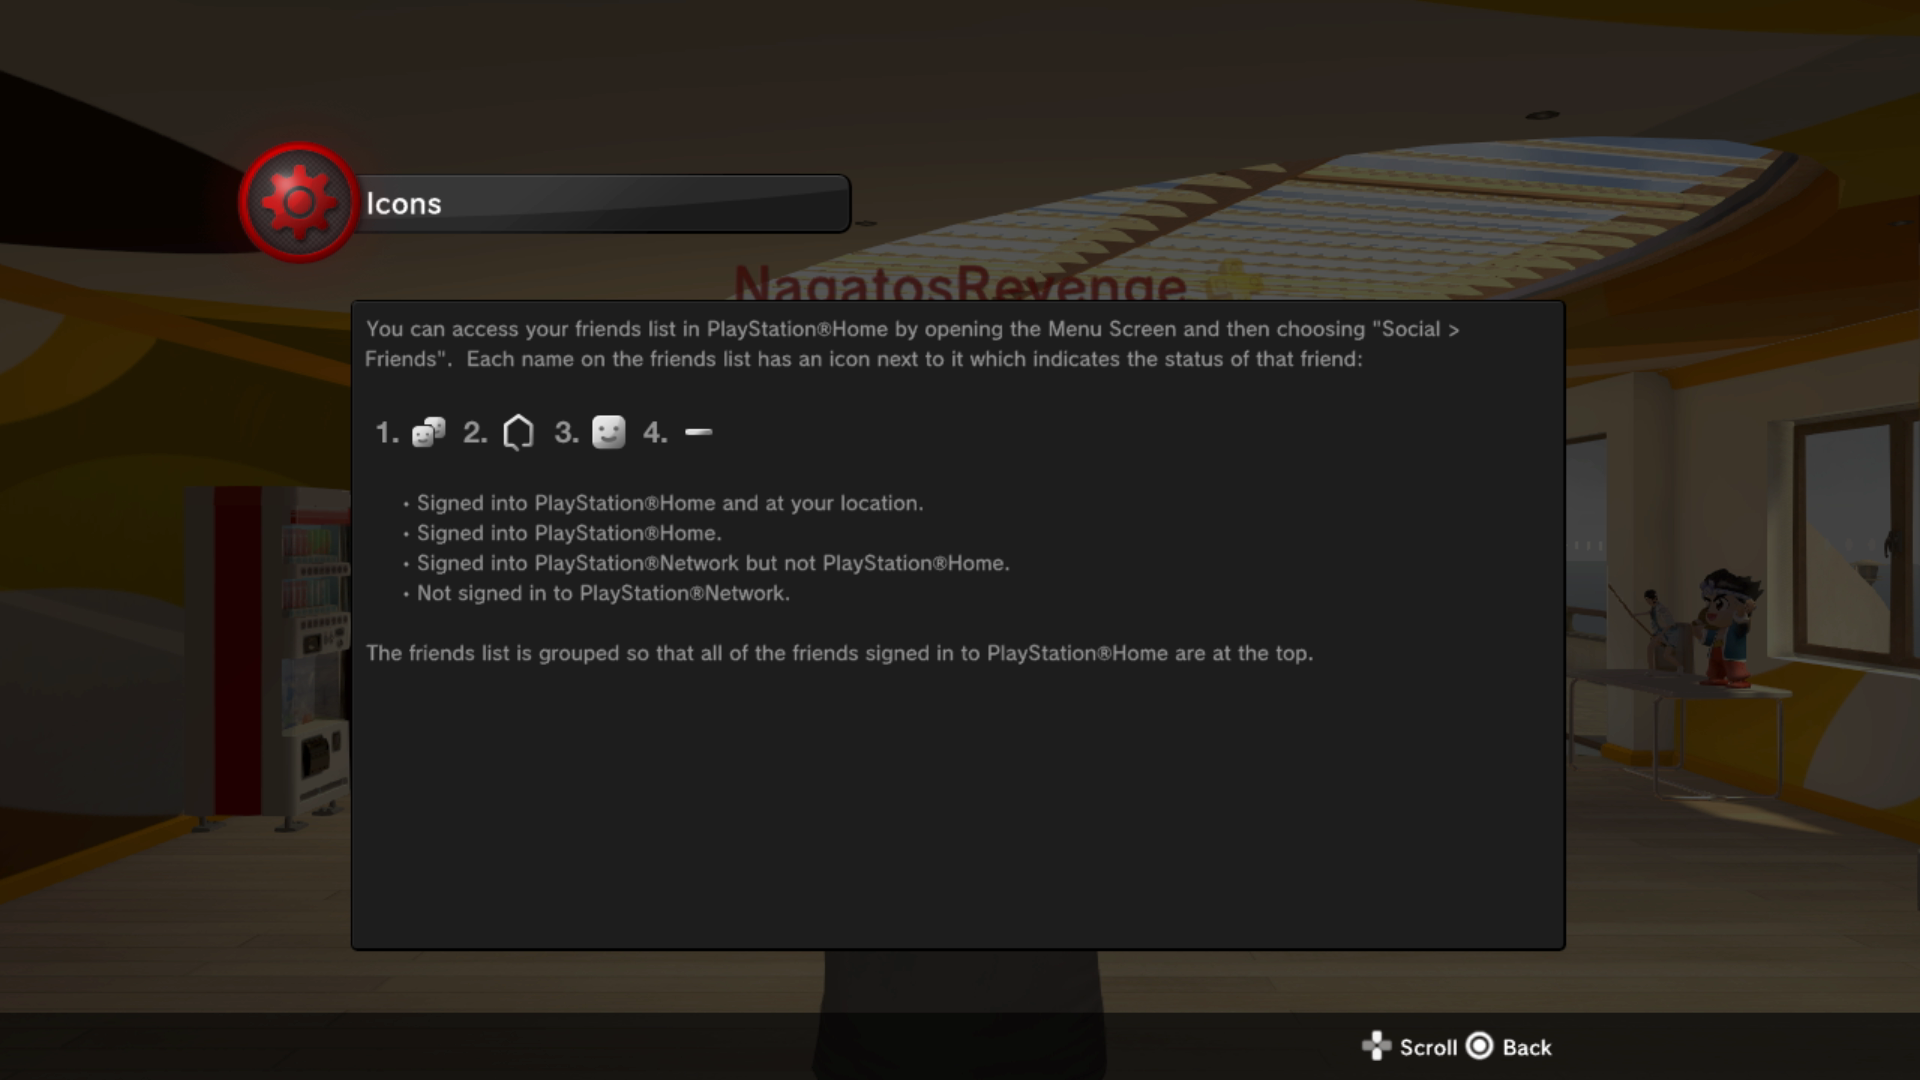 Icons
NagatosRevenge
You can access your friends list in PlayStation®Home by opening the Menu Screen and then choosing "Social >
Friends".  Each name on the friends list has an icon next to it which indicates the status of that friend:
1. 2. 3. 4.
• Signed into PlayStation®Home and at your location.
• Signed into PlayStation®Home.
• Signed into PlayStation®Network but not PlayStation®Home.
• Not signed in to PlayStation®Network.
The friends list is grouped so that all of the friends signed in to PlayStation®Home are at the top.
Scroll Back